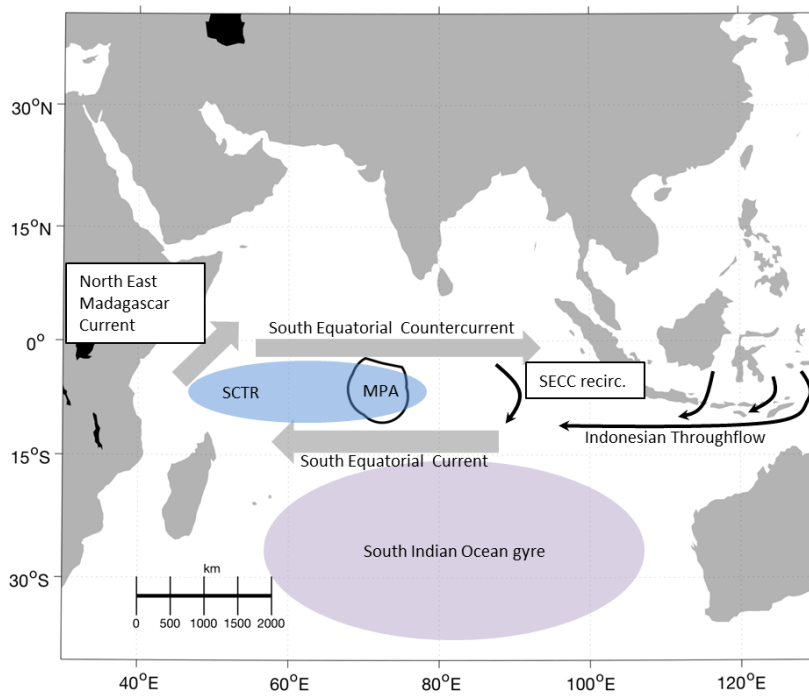 30°N
15°N
North East
Madagascar
Current
South Equatorial Countercurrent
0°
SCTR
MPA
SECC recirc.
Indonesian Throughflow
15°S
South Equatorial Current
South Indian Ocean gyre
km
30°S
0 500 1000 1500 2000
40°E 60°E 80°E 100°E 120°E